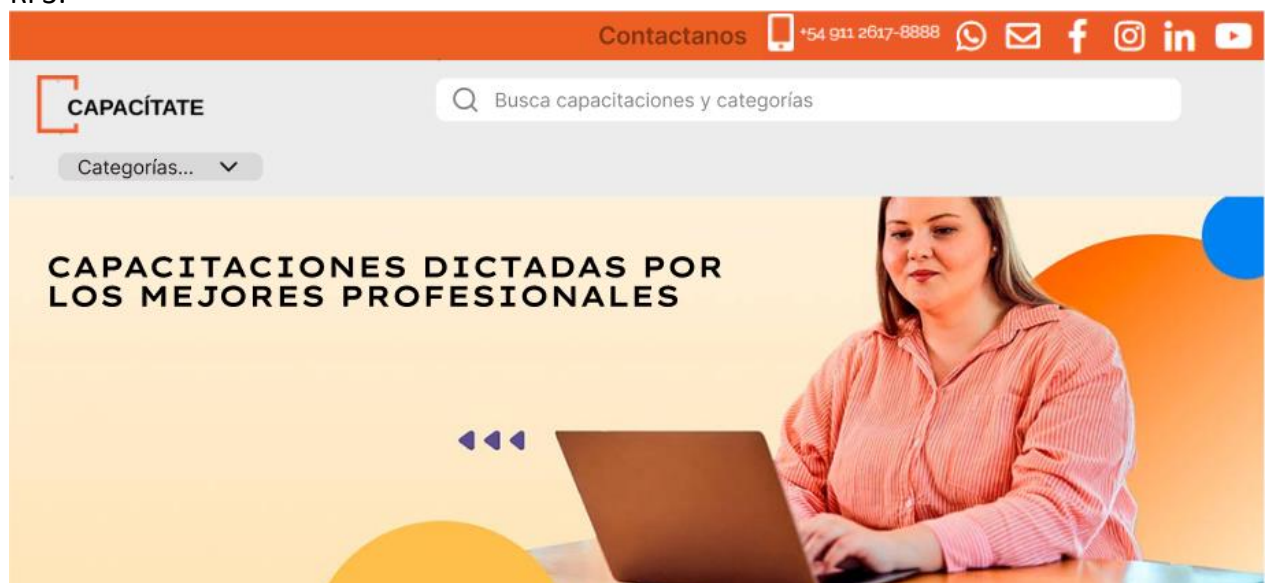 Contactanos +54 911 2617-8888
CAPACÍTATE
Busca capacitaciones y categorías
Categorías...
CAPACITACIONES DICTADAS POR
LOS MEJORES PROFESIONALES